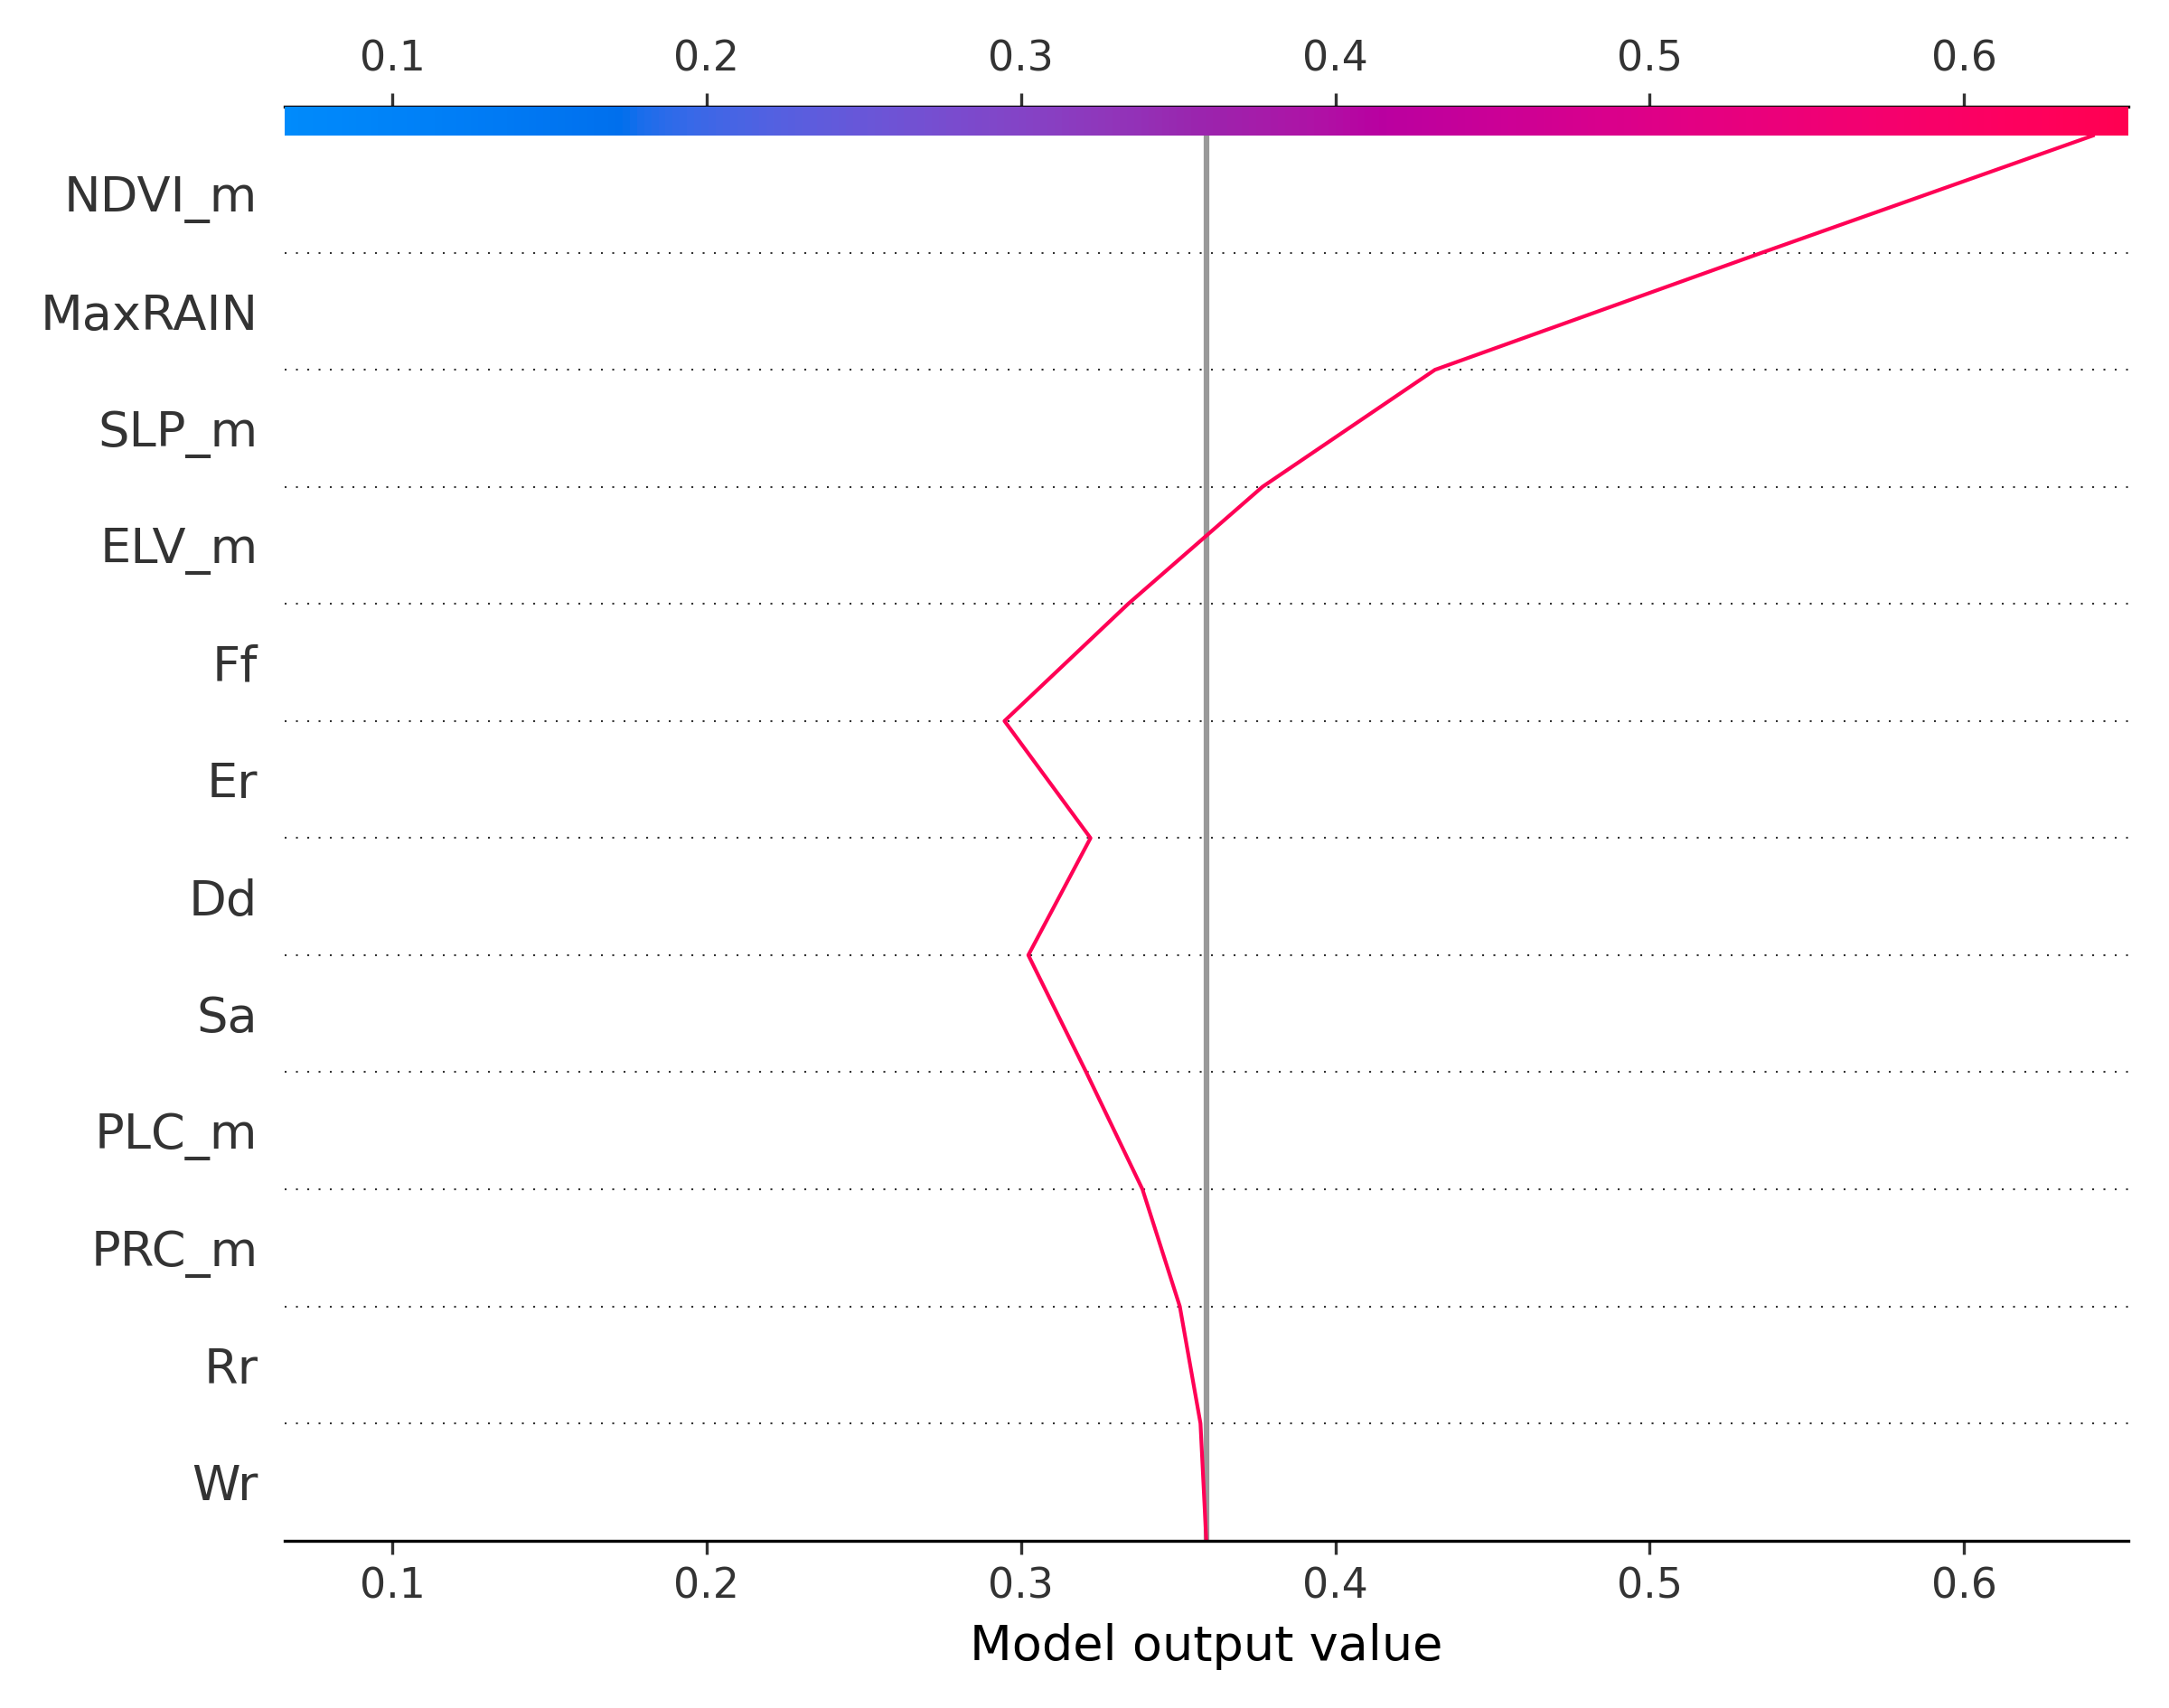 0.1 0.2 0.3 0.4 0.5 0.6
NDVI_m
MaxRAIN
SLP_m
ELV_m
Ff
Er
Dd
Sa
PLC_m
PRC_m
Rr
Wr
0.1 0.2 0.3 0.4 0.5 0.6
Model output value